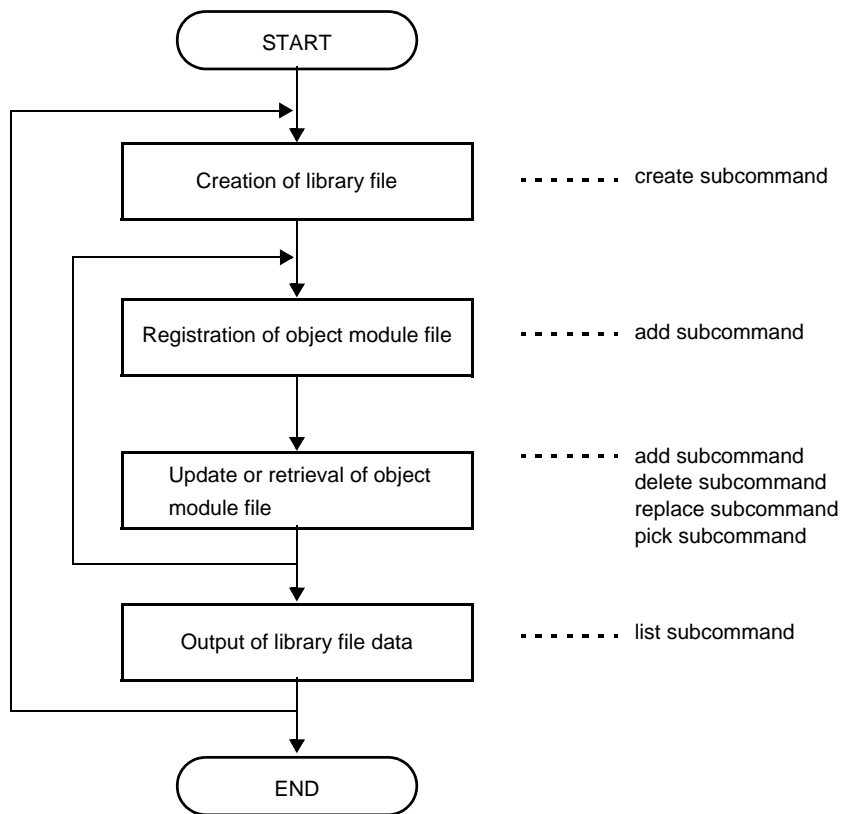 START
Creation of library file
create subcommand
Registration of object module file
add subcommand
Update or retrieval of object
module file
add subcommand
delete subcommand
replace subcommand
pick subcommand
Output of library file data
list subcommand
END